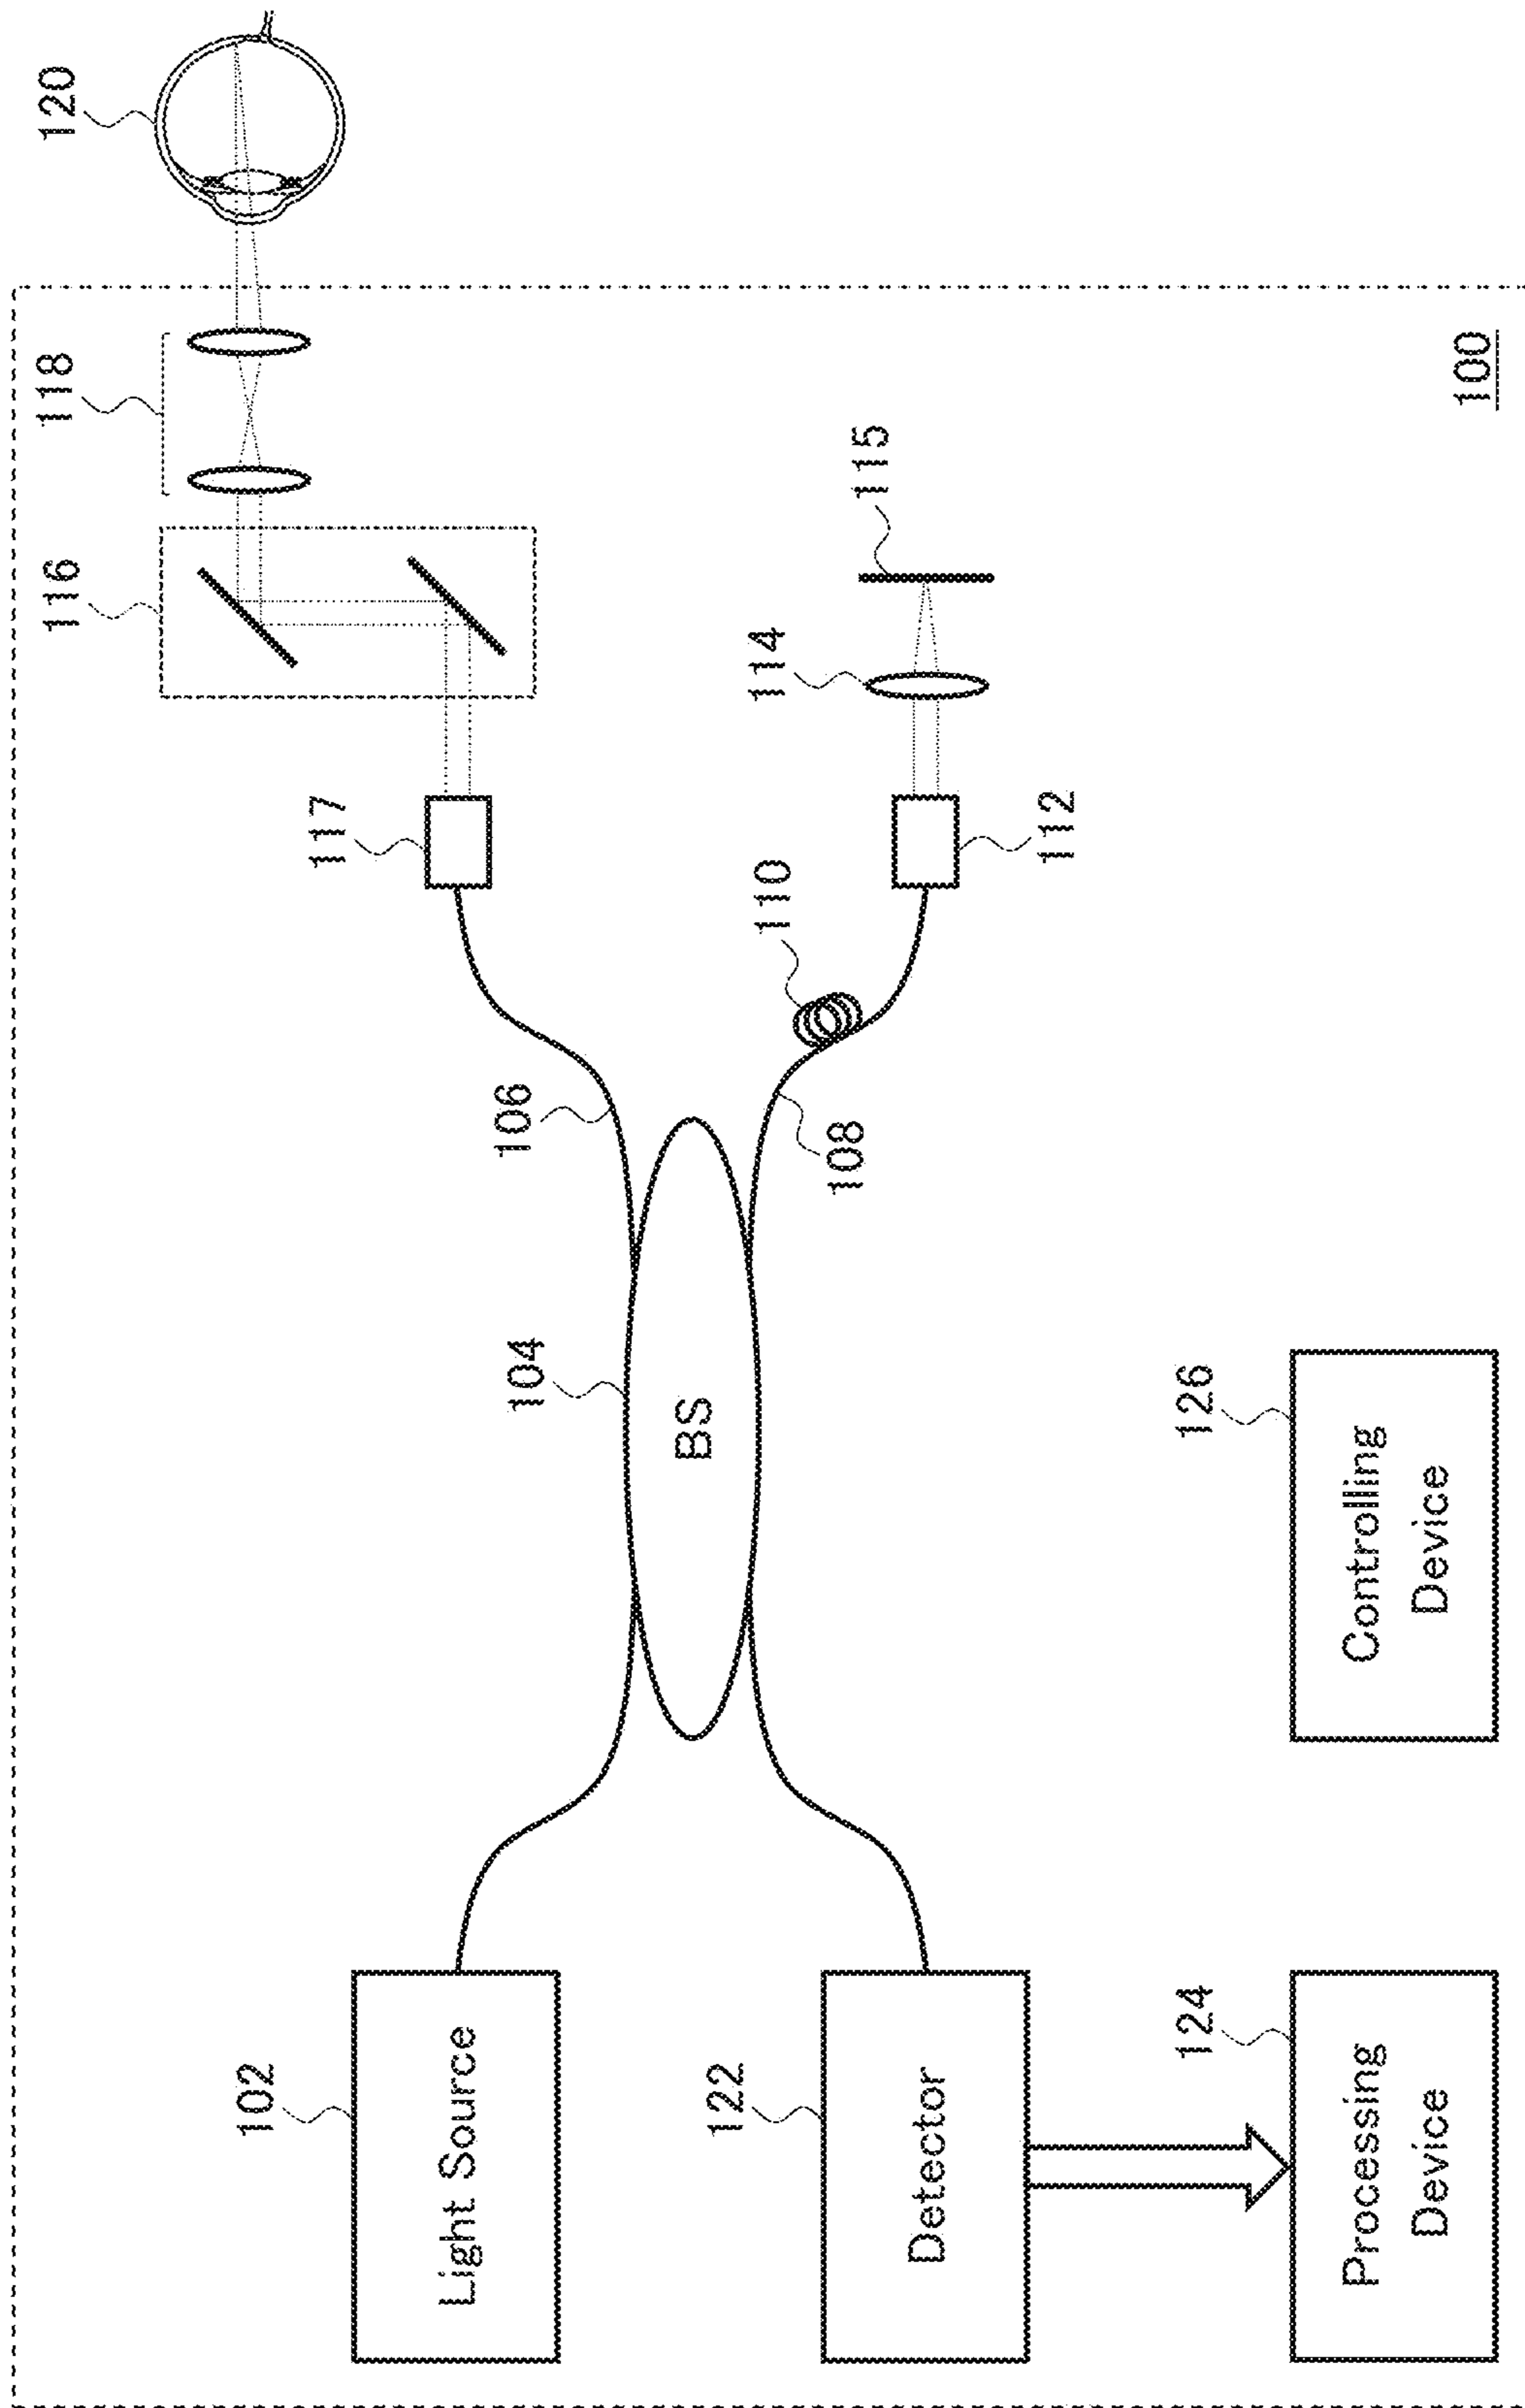 120
118
116
117
106
104
102
Light Source
BS
115
114
110
112
108
122
Detector
100
126
Controlling
Device
124
Processing
Device